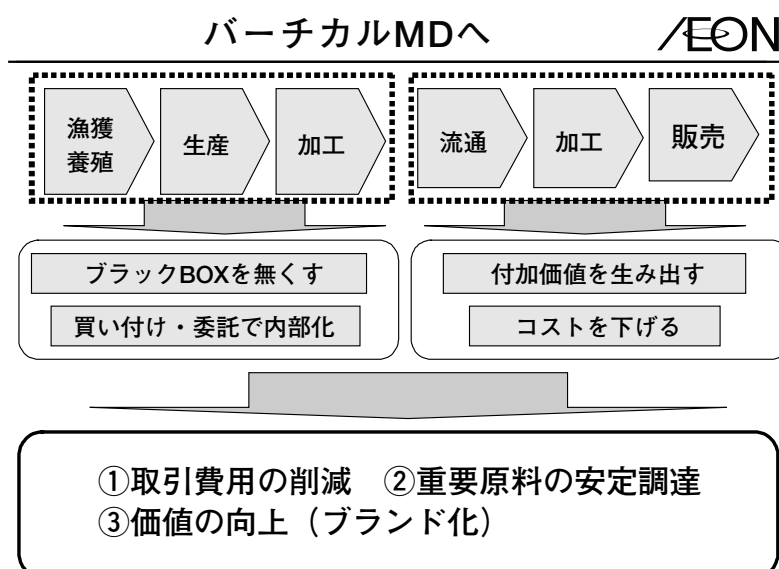 バーチカルMDへ
ÆON
漁獲
養殖
生産
加工
流通
加工
販売
ブラックBOXを無くす
買い付け・委託で内部化
付加価値を生み出す
コストを下げる
①取引費用の削減 ②重要原料の安定調達
③価値の向上（ブランド化）